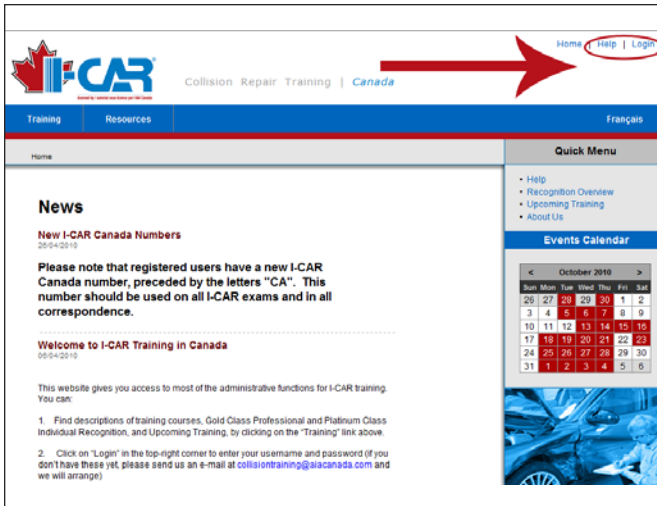 Home | Help | Login
I-CAR
Collision Repair Training | Canada
Training Resources Français
Home
News
New I-CAR Canada Numbers
26/04/2010
Please note that registered users have a new I-CAR
Canada number, preceded by the letters "CA". This
number should be used on all I-CAR exams and in all
correspondence.
Welcome to I-CAR Training in Canada
06/04/2010
This website gives you access to most of the administrative functions for I-CAR training.
You can:
1. Find descriptions of training courses, Gold Class Professional and Platinum Class
Individual Recognition, and Upcoming Training, by clicking on the "Training" link above.
2. Click on "Login" in the top-right corner to enter your username and password (if you
don't have these yet, please send us an e-mail at collisiontraining@aiacanada.com and
we will arrange)
Quick Menu
• Help
• Recognition Overview
• Upcoming Training
• About Us
Events Calendar
< October 2010 >
Sun Mon Tue Wed Thu Fri Sat
26 27 28 29 30 1 2
3 4 5 6 7 8 9
10 11 12 13 14 15 16
17 18 19 20 21 22 23
24 25 26 27 28 29 30
31 1 2 3 4 5 6